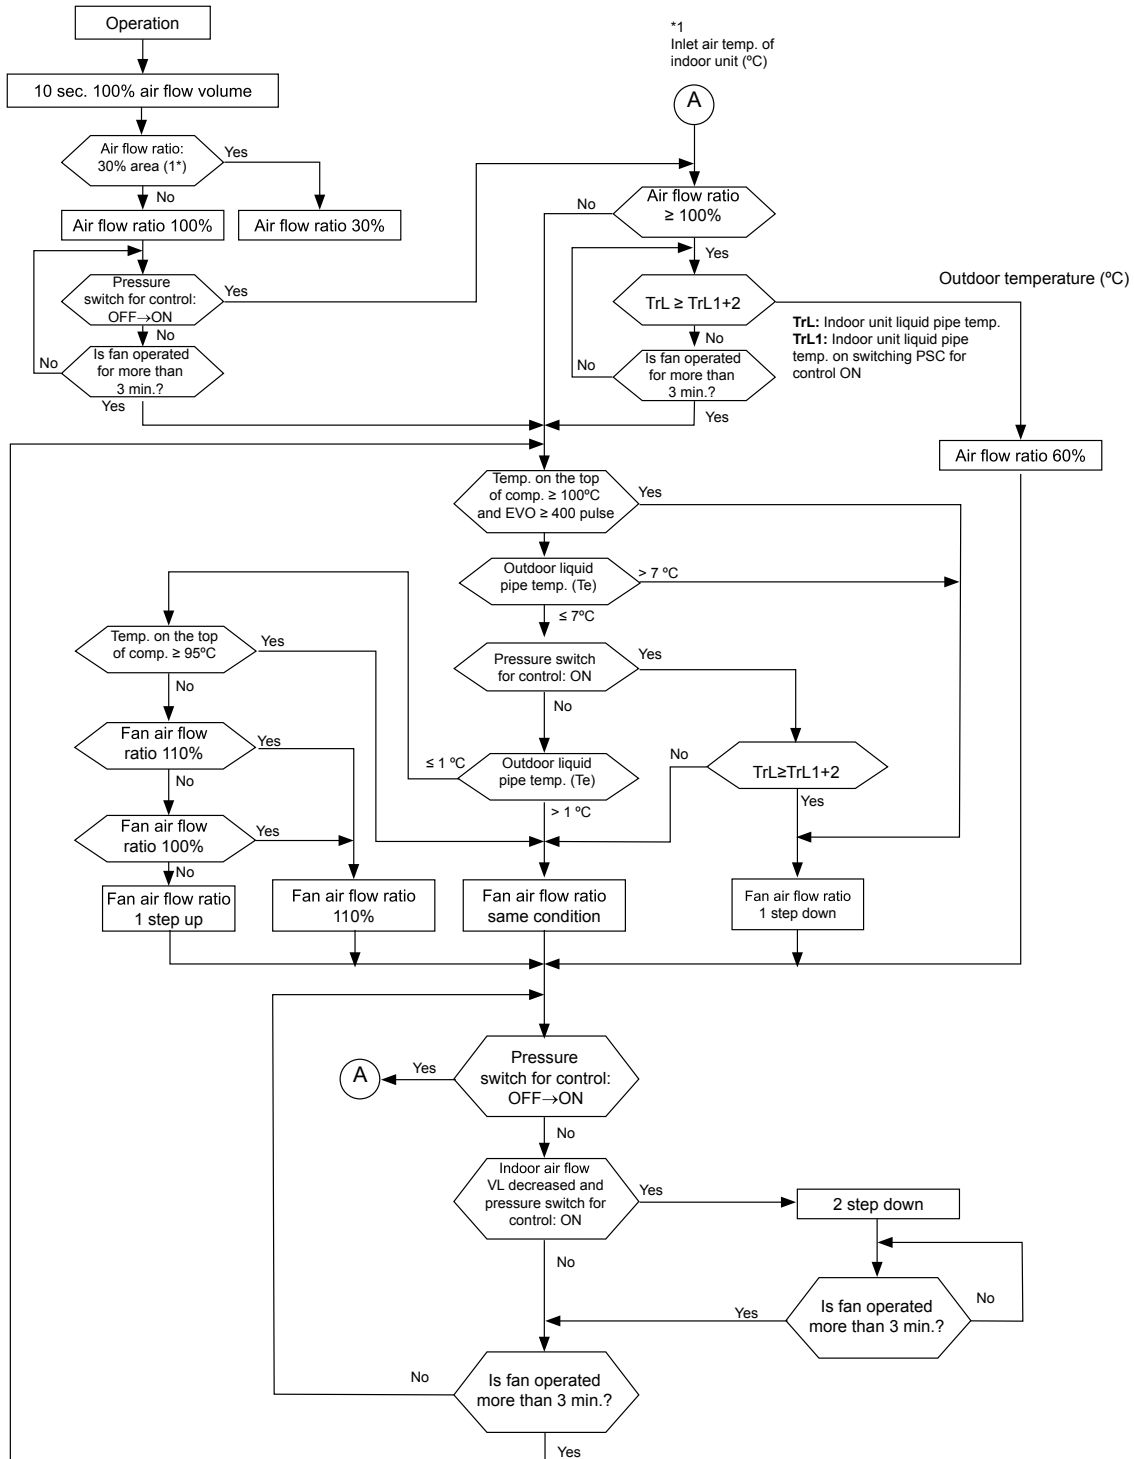 Operation
10 sec. 100% air flow volume
Air flow ratio:
30% area (1*)
Yes
No
Air flow ratio 100%
Air flow ratio 30%
Pressure
switch for control:
OFF→ON
Yes
No
Is fan operated
for more than
3 min.?
No
Yes
*1
Inlet air temp. of
indoor unit (ºC)
A
Air flow ratio
≥ 100%
No
Yes
TrL ≥ TrL1+2
No
Is fan operated
for more than
3 min.?
No
Yes
Outdoor temperature (ºC)
TrL: Indoor unit liquid pipe temp.
TrL1: Indoor unit liquid pipe
temp. on switching PSC for
control ON
Air flow ratio 60%
Temp. on the top
of comp. ≥ 100ºC
and EVO ≥ 400 pulse
Yes
Outdoor liquid
pipe temp. (Te)
> 7 ºC
≤ 7ºC
Pressure switch
for control: ON
Yes
No
Outdoor liquid
pipe temp. (Te)
≤ 1 ºC
> 1 ºC
TrL≥TrL1+2
No
Yes
Temp. on the top
of comp. ≥ 95ºC
Yes
No
Fan air flow
ratio 110%
Yes
No
Fan air flow
ratio 100%
Yes
No
Fan air flow ratio
1 step up
Fan air flow ratio
110%
Fan air flow ratio
same condition
Fan air flow ratio
1 step down
Pressure
switch for control:
OFF→ON
Yes
A
No
Indoor air flow
VL decreased and
pressure switch for
control: ON
Yes
2 step down
No
Is fan operated
more than 3 min.?
No
Yes
Is fan operated
more than 3 min.?
No
Yes